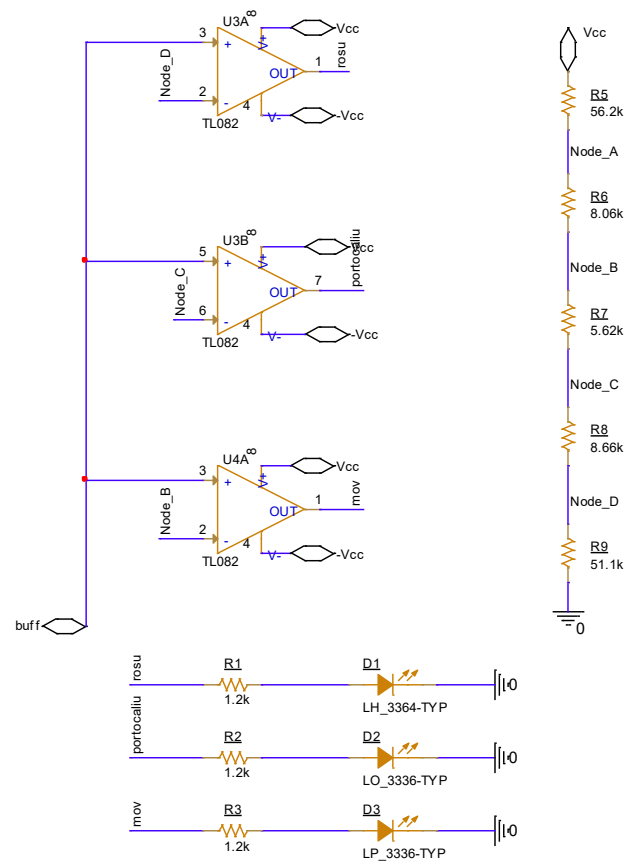 U3A
8
Vcc
3
+
V+
Node_D
OUT
1
rosu
2
-
4
V-
-Vcc
TL082
U3B
8
Vcc
5
+
V+
Node_C
OUT
7
portocaliu
6
-
4
V-
-Vcc
TL082
U4A
8
Vcc
3
+
V+
Node_B
OUT
1
mov
2
-
4
V-
-Vcc
TL082
buff
Vcc
R5
56.2k
Node_A
R6
8.06k
Node_B
R7
5.62k
Node_C
R8
8.66k
Node_D
R9
51.1k
0
rosu
R1
1.2k
D1
LH_3364-TYP
0
portocaliu
R2
1.2k
D2
LO_3336-TYP
0
mov
R3
1.2k
D3
LP_3336-TYP
0